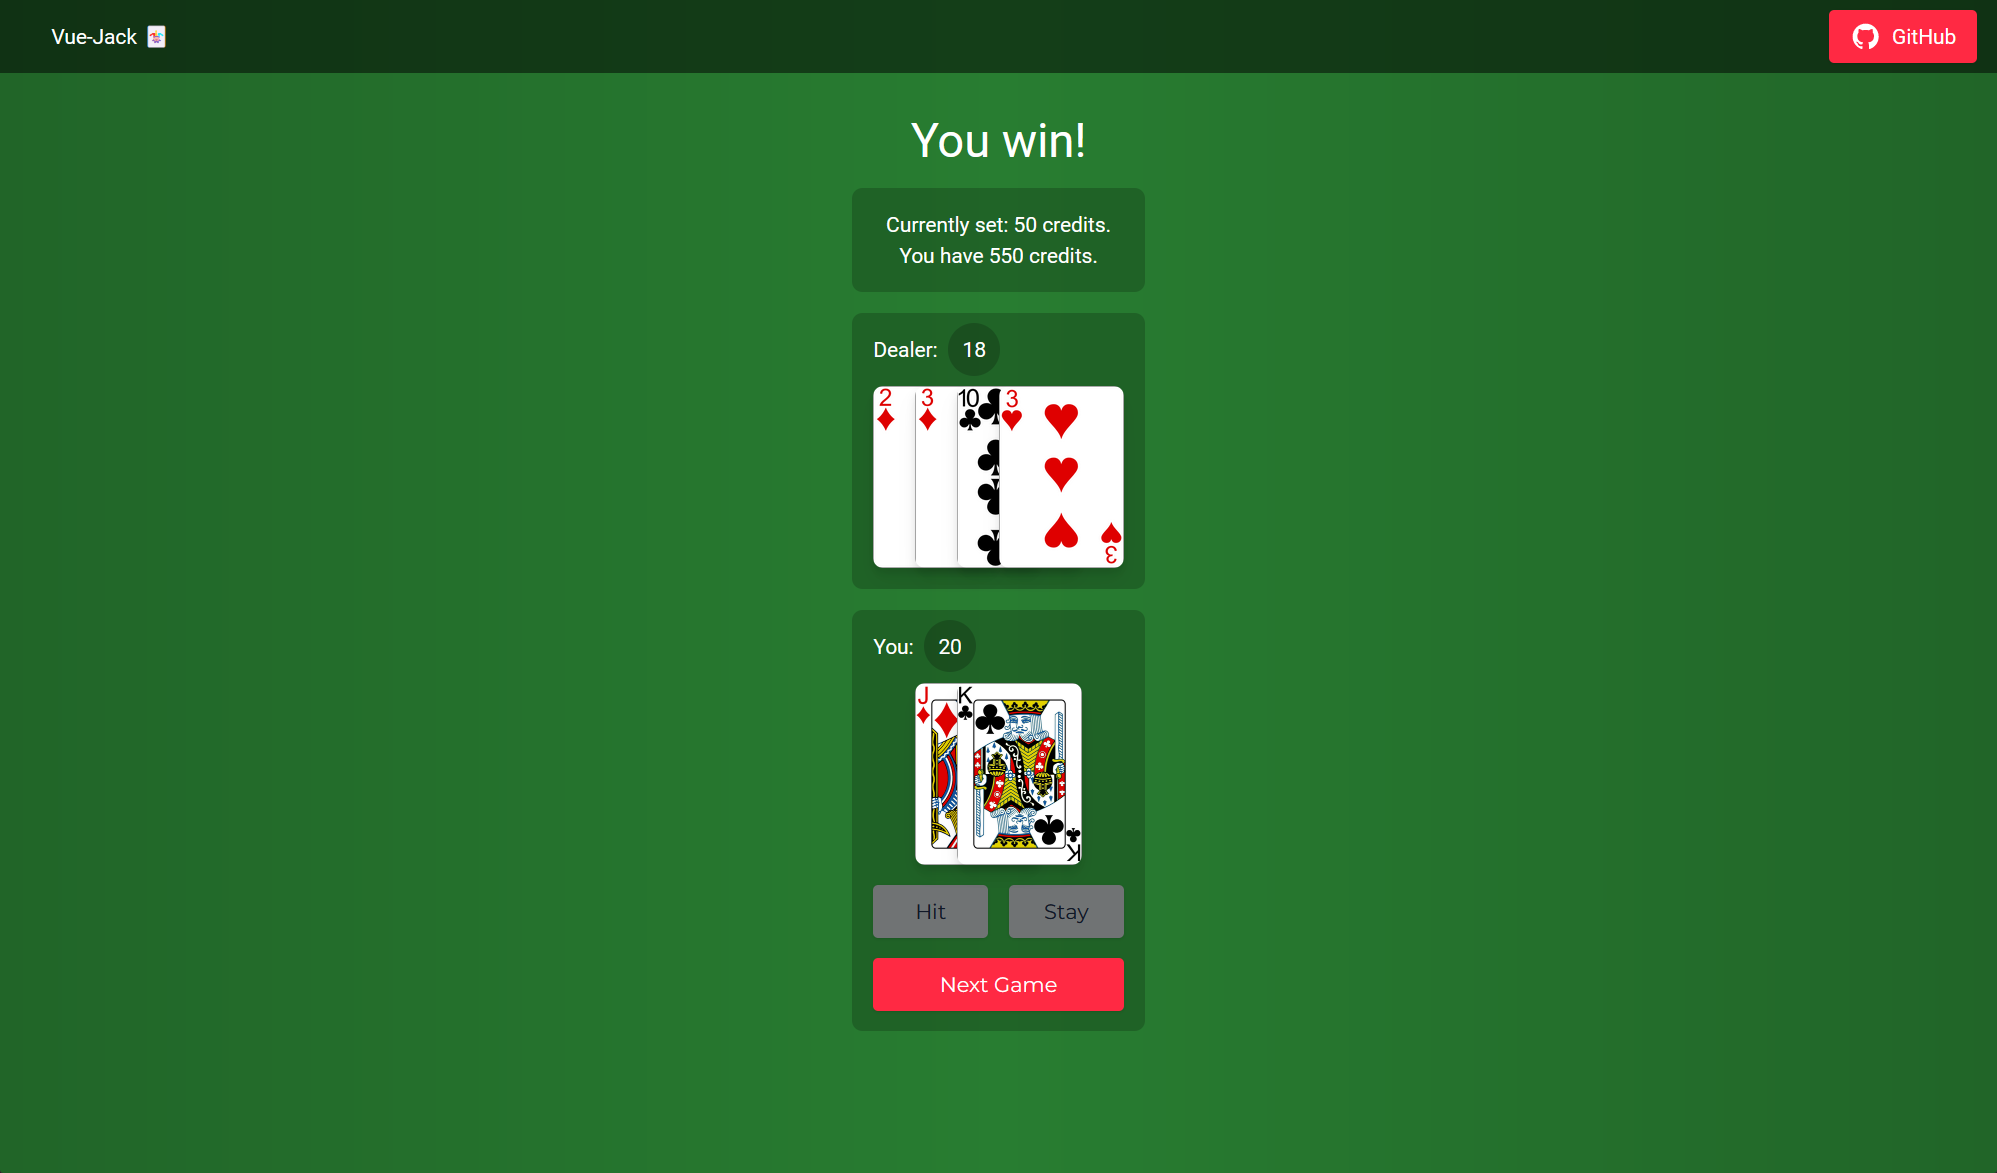 Vue-Jack 🃏
GitHub
You win!
Currently set: 50 credits.
You have 550 credits.
Dealer: 18
2 3 10 3
3
You: 20
J K
K
Hit Stay
Next Game